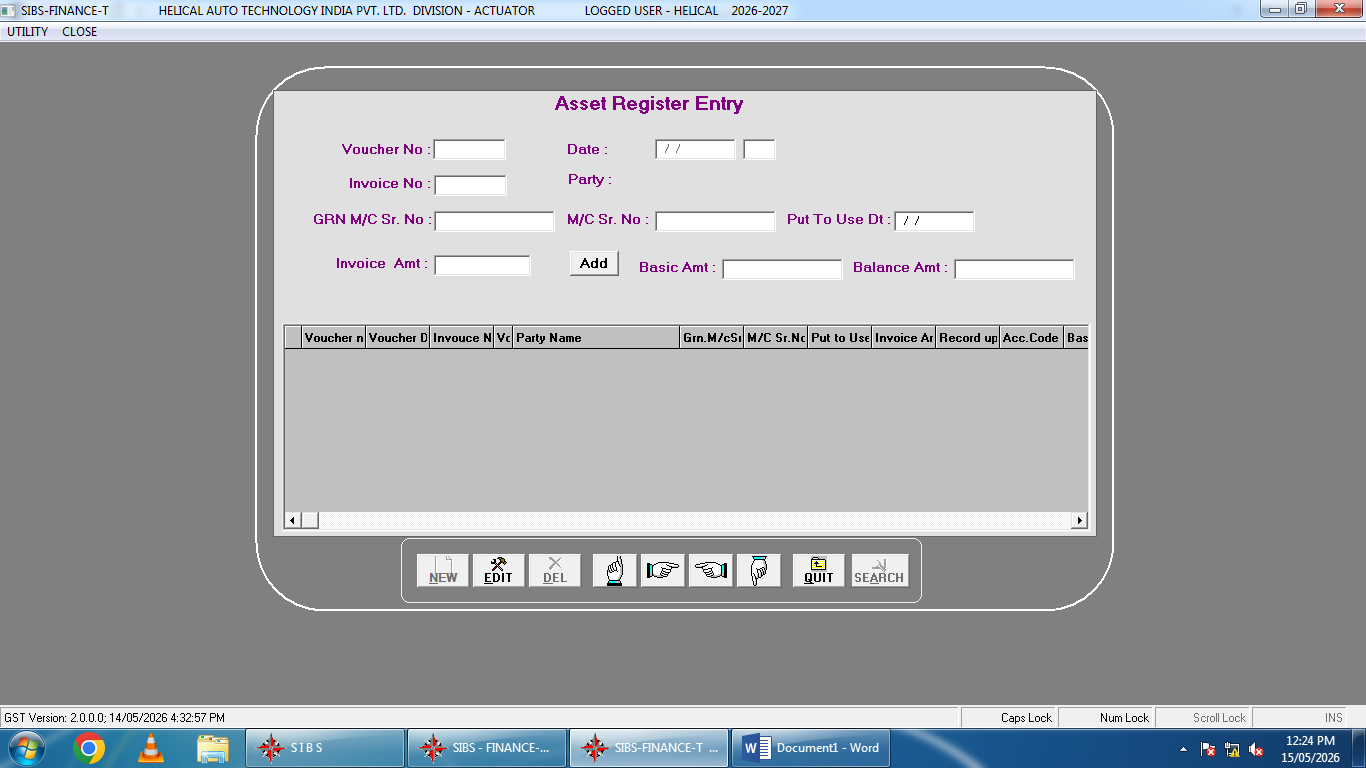 SIBS-FINANCE-T HELICAL AUTO TECHNOLOGY INDIA PVT. LTD. DIVISION - ACTUATOR LOGGED USER - HELICAL 2026-2027
UTILITY CLOSE
Asset Register Entry
Voucher No : Date : / /
Invoice No : Party :
GRN M/C Sr. No : M/C Sr. No : Put To Use Dt : / /
Invoice Amt : Add Basic Amt : Balance Amt :
Voucher n Voucher D Invouce N Vc Party Name Grn.M/cSr M/C Sr.Nc Put to Use Invoice Ar Record up Acc.Code Bas
NEW EDIT DEL QUIT SEARCH
GST Version: 2.0.0.0; 14/05/2026 4:32:57 PM Caps Lock Num Lock Scroll Lock INS
S I B S SIBS - FINANCE-... SIBS-FINANCE-T ... Document1 - Word 12:24 PM
15/05/2026